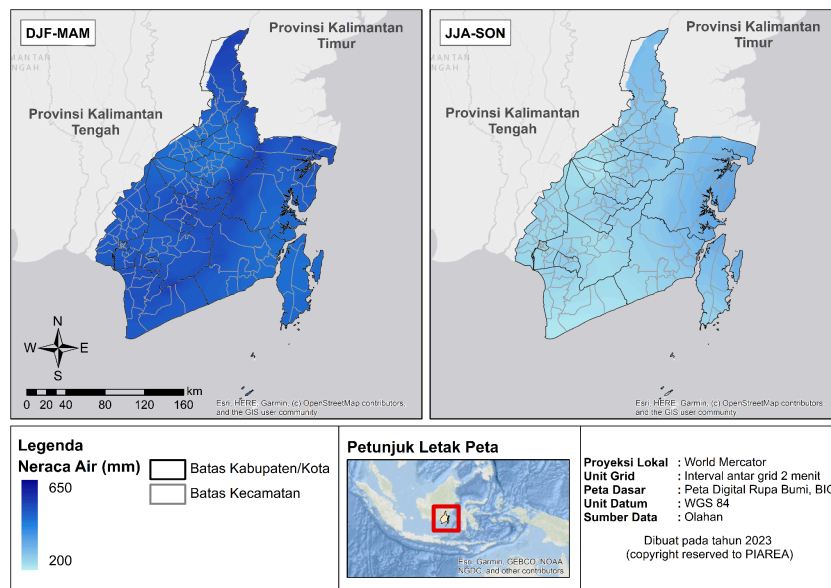 DJF-MAM
Provinsi Kalimantan
Timur
MANTAN
NGAH
Provinsi Kalimantan
Tengah
N
W E
S
km
0 20 40 80 120 160
Esri, HERE, Garmin, (c) OpenStreetMap contributors,
and the GIS user community
JJA-SON
Provinsi Kalimantan
Timur
MANTAN
NGAH
Provinsi Kalimantan
Tengah
Esri, HERE, Garmin, (c) OpenStreetMap contributors,
and the GIS user community
Legenda
Neraca Air (mm)
650
200
Batas Kabupaten/Kota
Batas Kecamatan
Petunjuk Letak Peta
Esri, Garmin, GEBCO, NOAA
NGDC, and other contributors
Proyeksi Lokal : World Mercator
Unit Grid : Interval antar grid 2 menit
Peta Dasar : Peta Digital Rupa Bumi, BIG
Unit Datum : WGS 84
Sumber Data : Olahan
Dibuat pada tahun 2023
(copyright reserved to PIAREA)